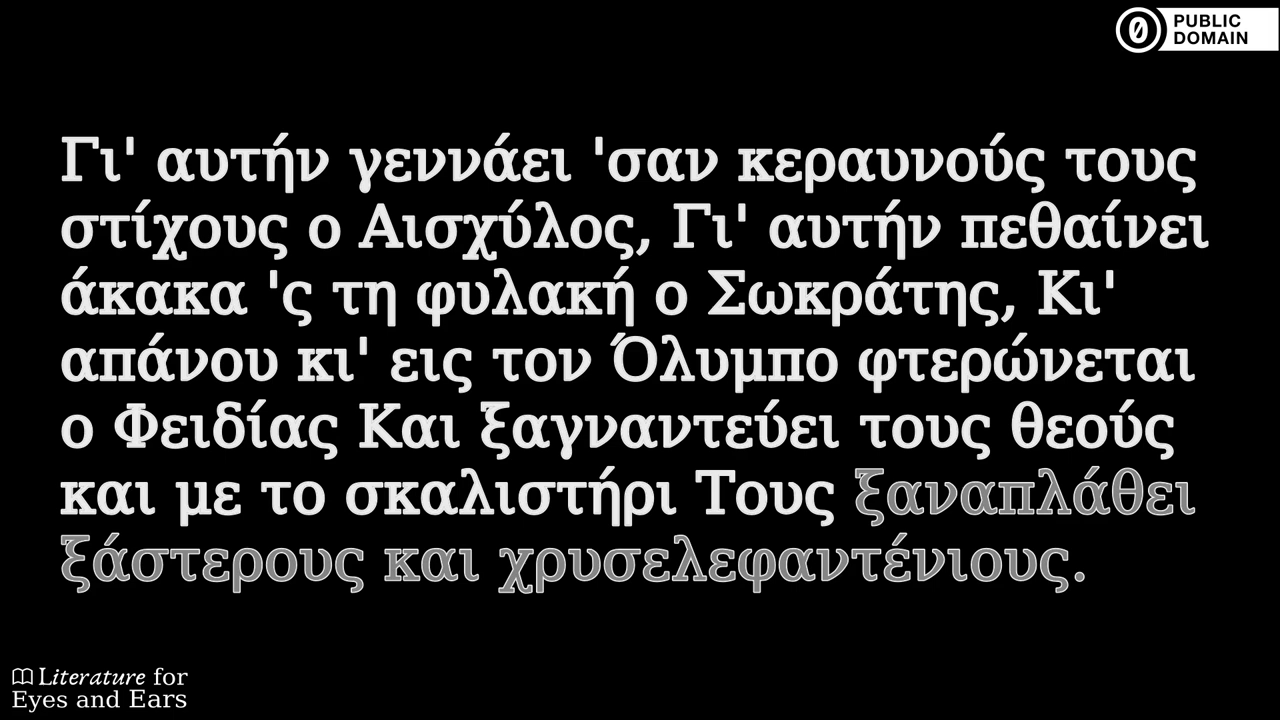 PUBLIC
DOMAIN
Γι' αυτήν γεννάει 'σαν κεραυνούς τους
στίχους ο Αισχύλος, Γι' αυτήν πεθαίνει
άκακα 'ς τη φυλακή ο Σωκράτης, Κι'
απάνου κι' εις τον Όλυμπο φτερώνεται
ο Φειδίας Και ξαγναντεύει τους θεούς
και με το σκαλιστήρι Τους ξαναπλάθει
ξάστερους και χρυσελεφαντένιους.
Literature for
Eyes and Ears